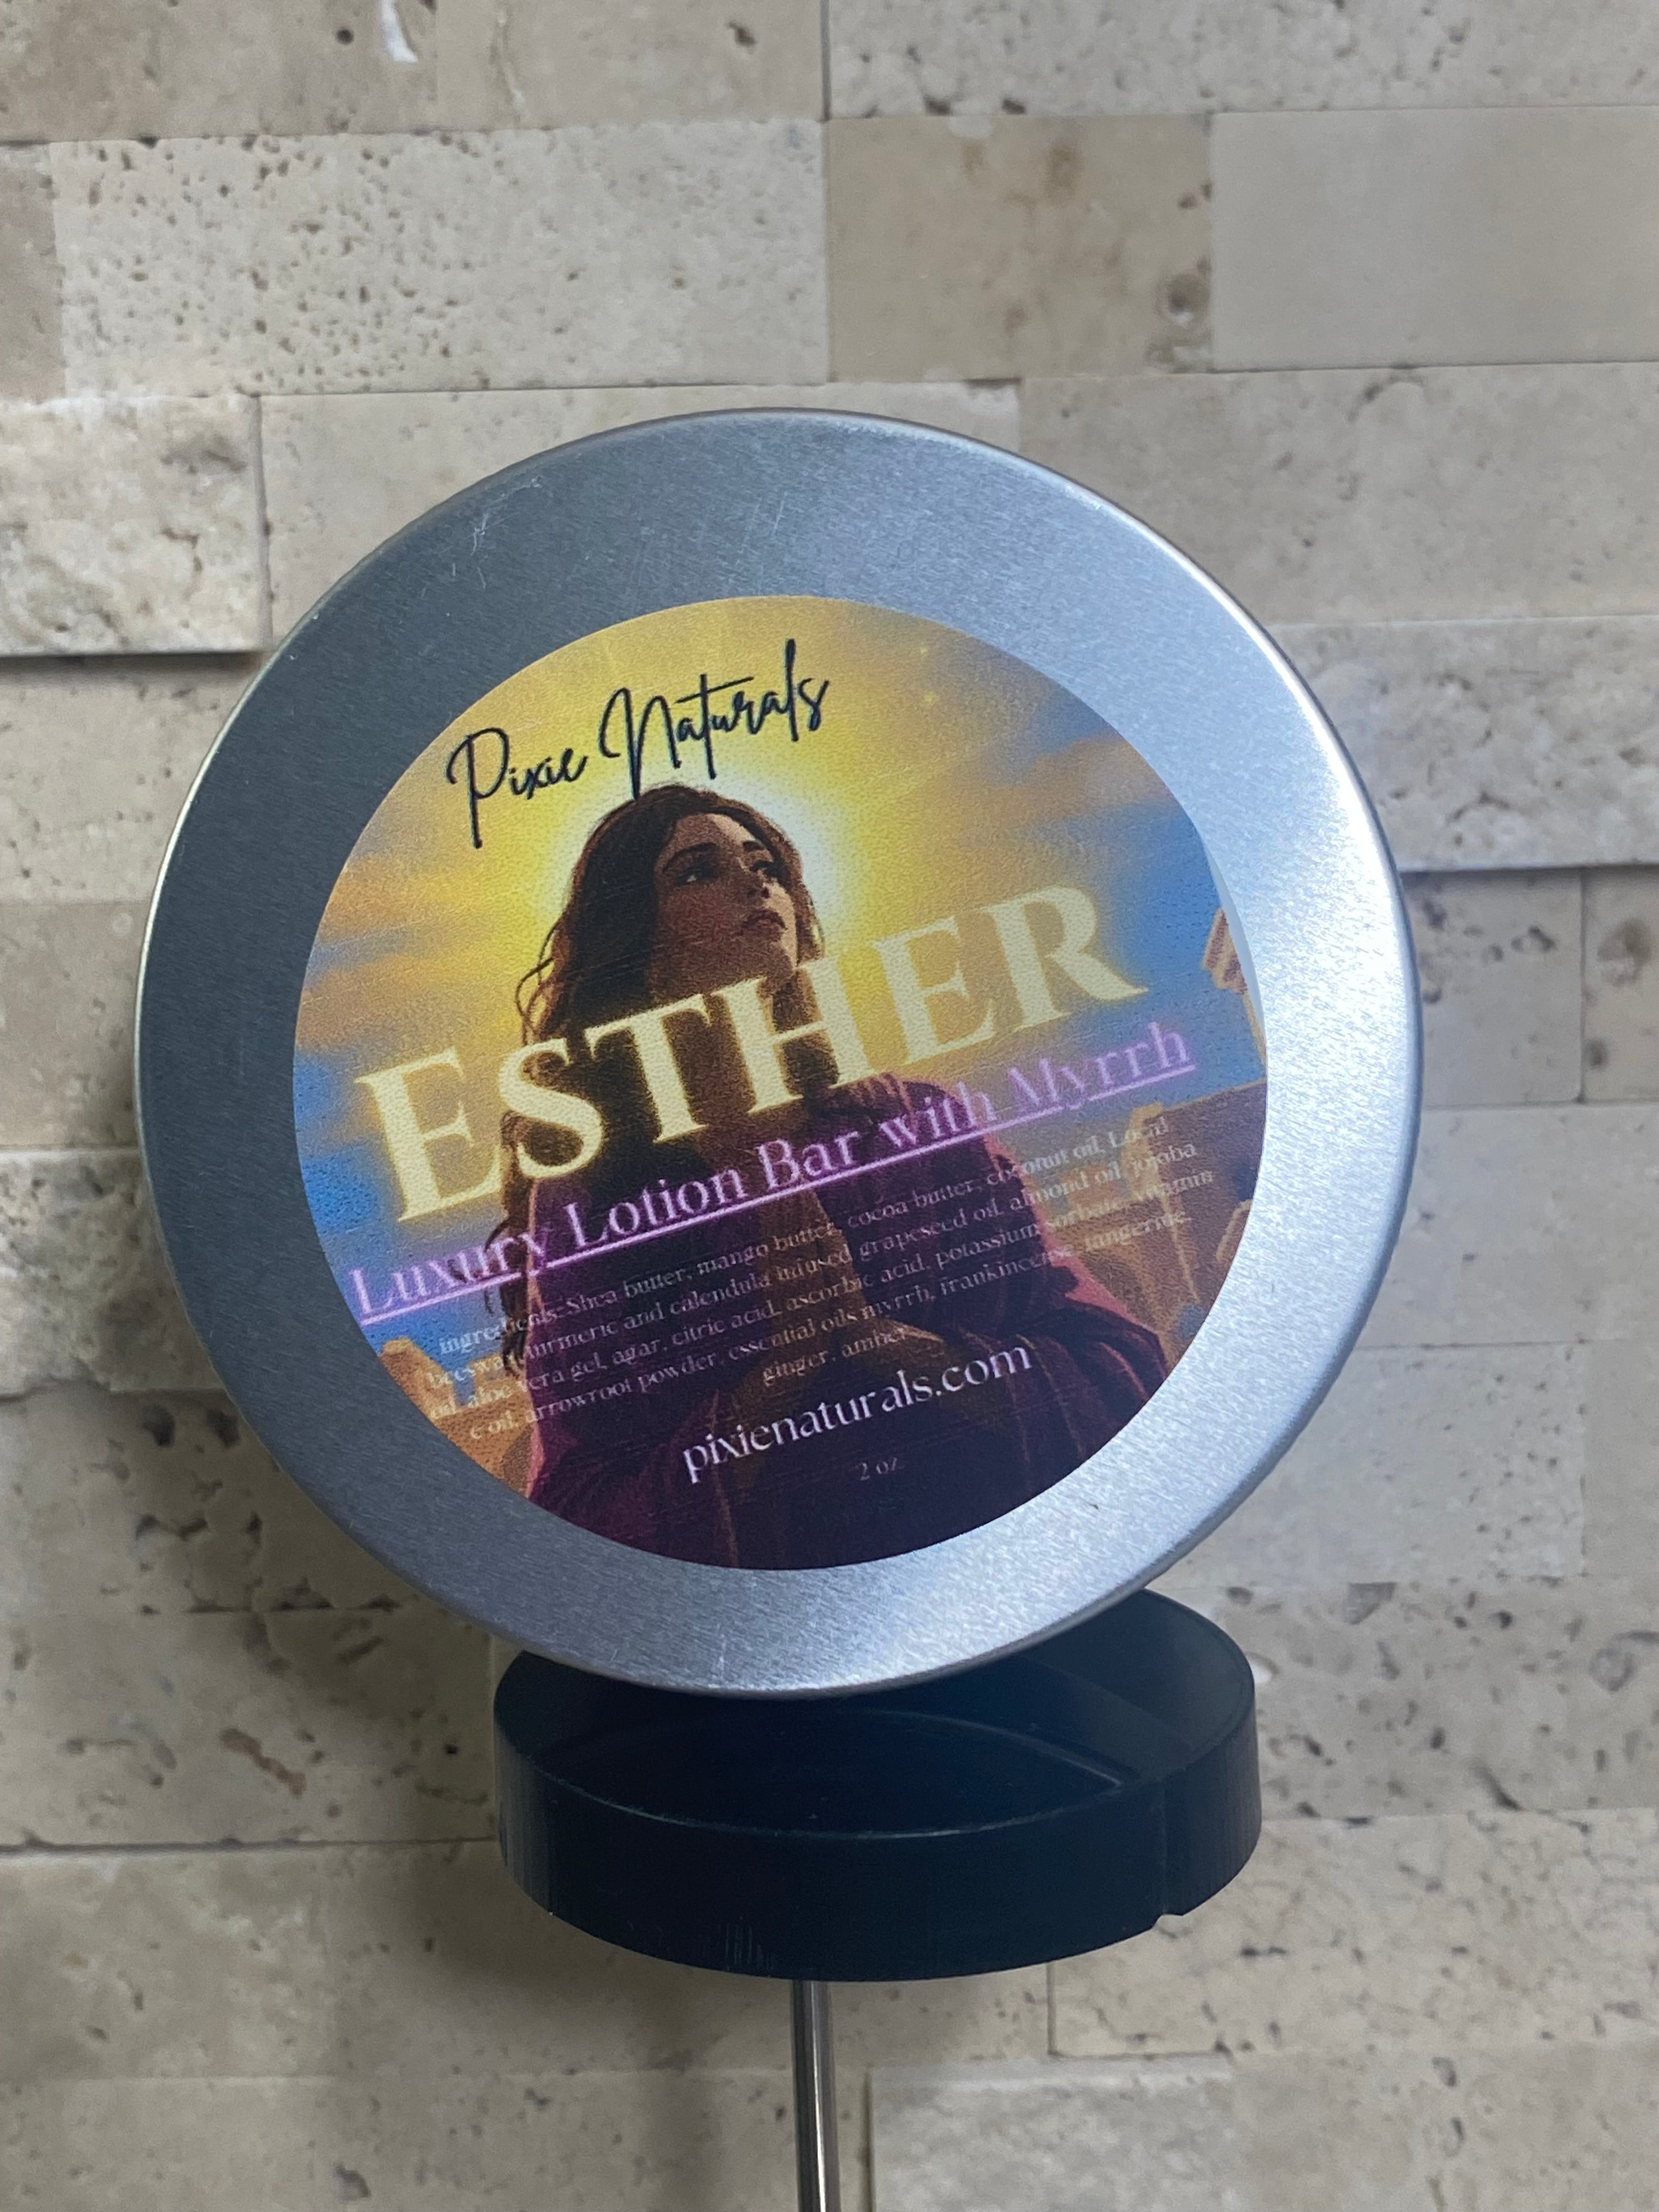 Pixie Naturals
ESTHER
Luxury Lotion Bar with Myrrh
ingredients: Shea butter, mango butter, cocoa butter, coconut oil, Local
beeswax, turmeric and calendula infused grapeseed oil, almond oil, jojoba
oil, aloe vera gel, agar, citric acid, ascorbic acid, potassium sorbate, vitamin
e oil, arrowroot powder, essential oils myrrh, frankincense, tangerine,
ginger, amber
pixienaturals.com
2 oz